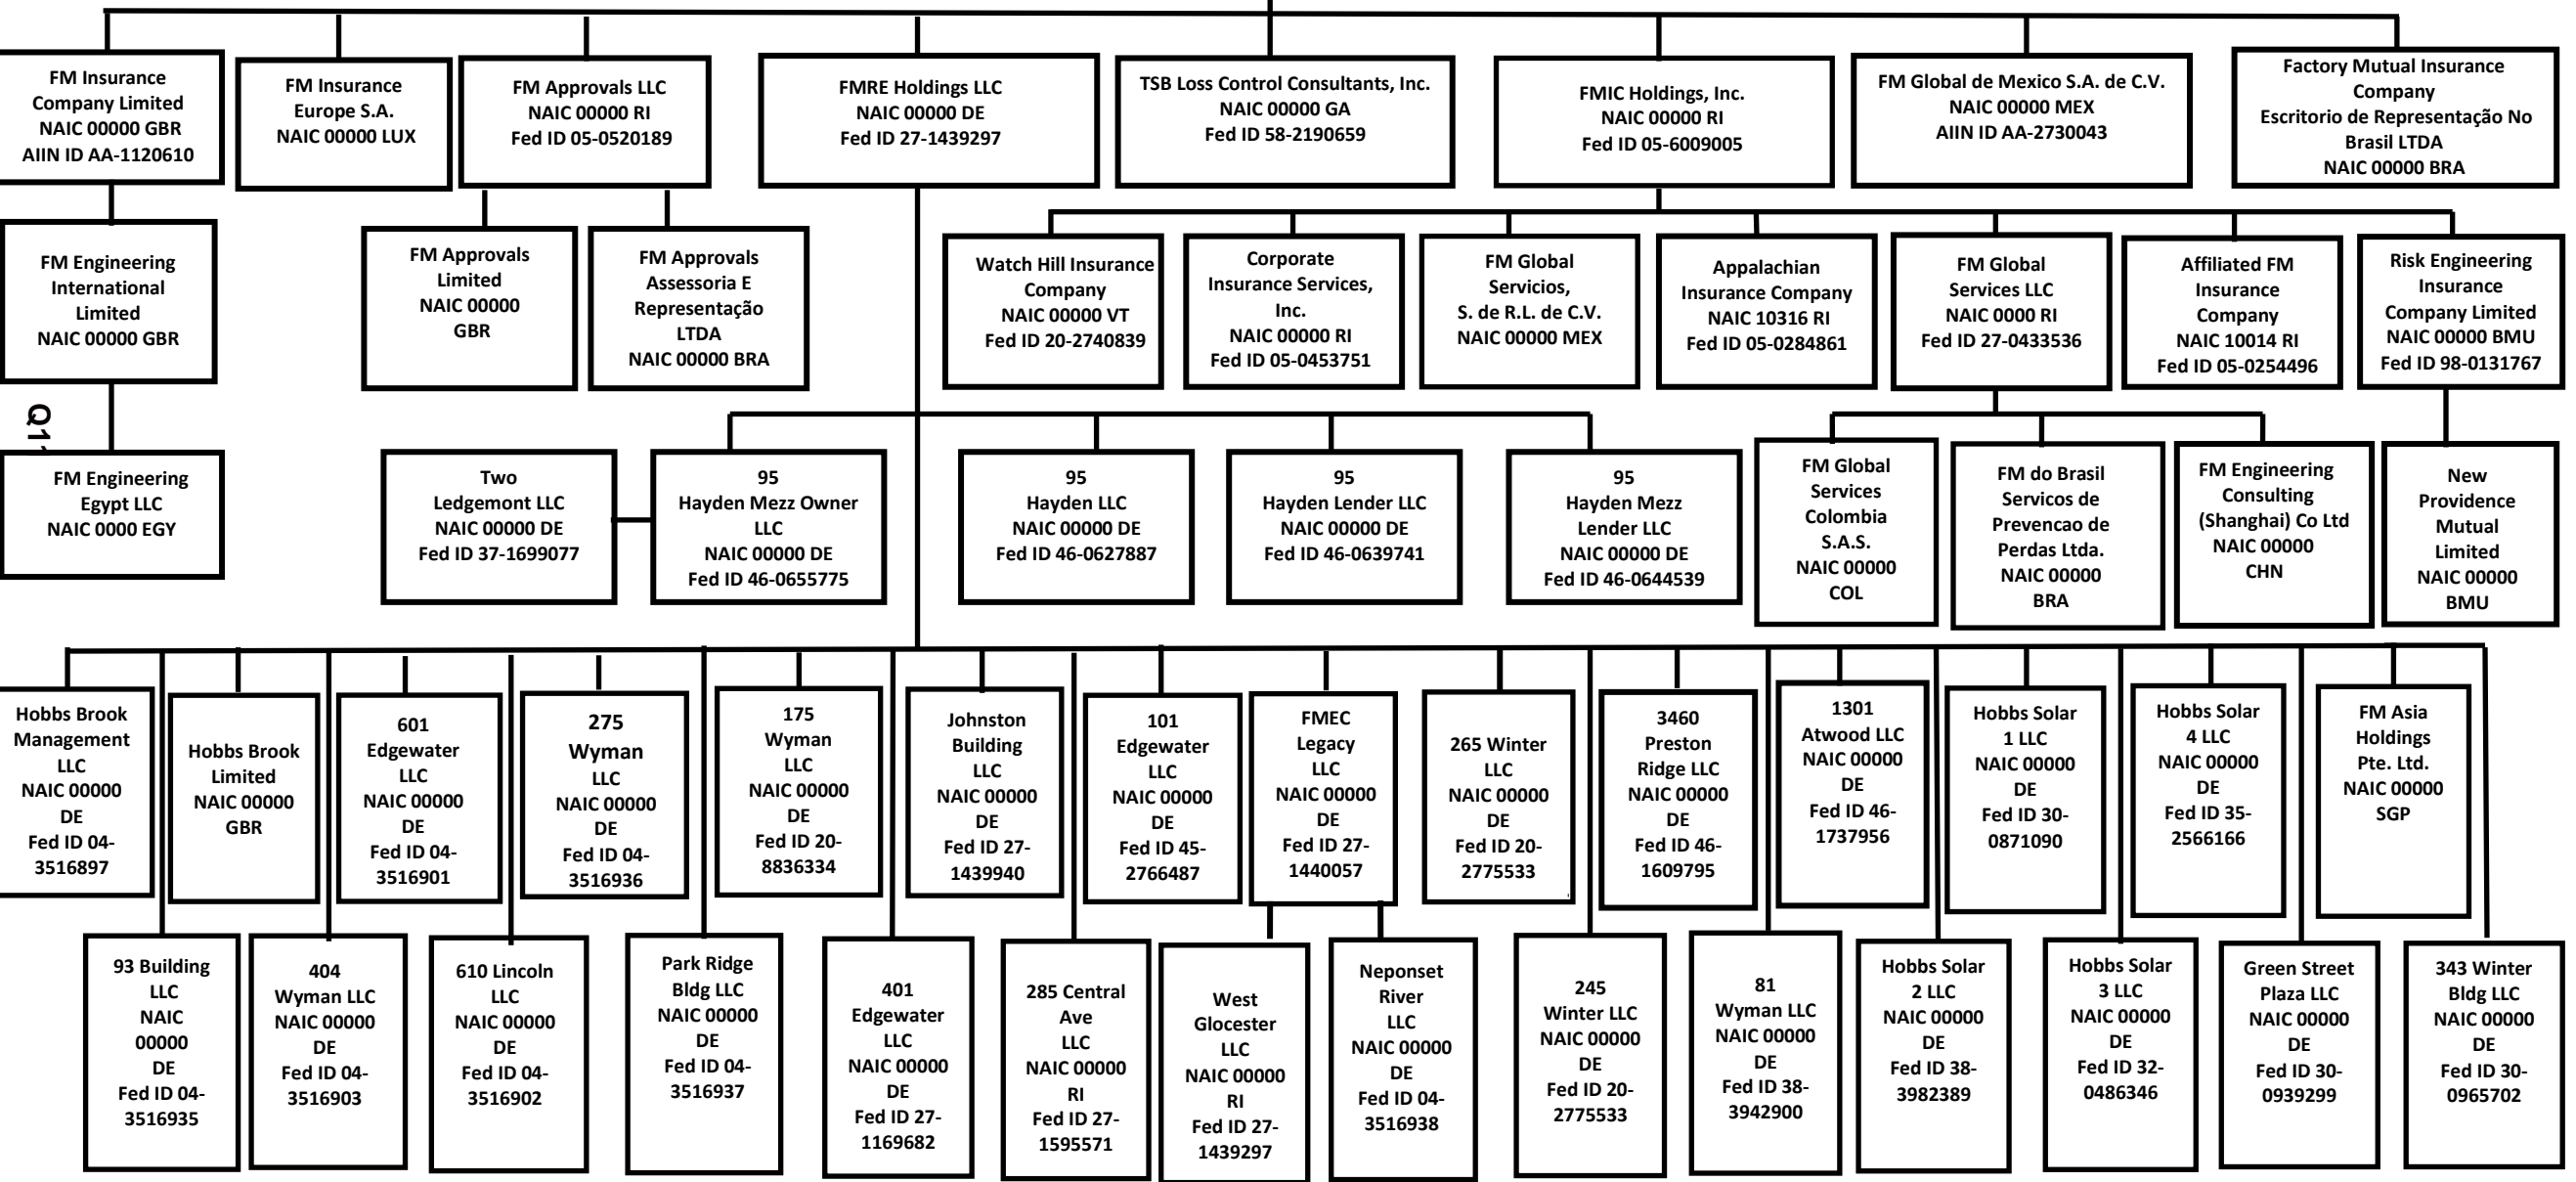 FM Insurance
Company Limited
NAIC 00000 GBR
AIIN ID AA-1120610
FM Insurance
Europe S.A.
NAIC 00000 LUX
FM Approvals LLC
NAIC 00000 RI
Fed ID 05-0520189
FMRE Holdings LLC
NAIC 00000 DE
Fed ID 27-1439297
TSB Loss Control Consultants, Inc.
NAIC 00000 GA
Fed ID 58-2190659
FMIC Holdings, Inc.
NAIC 00000 RI
Fed ID 05-6009005
FM Global de Mexico S.A. de C.V.
NAIC 00000 MEX
AIIN ID AA-2730043
Factory Mutual Insurance
Company
Escritorio de Representação No
Brasil LTDA
NAIC 00000 BRA
FM Engineering
International
Limited
NAIC 00000 GBR
FM Approvals
Limited
NAIC 00000
GBR
FM Approvals
Assessoria E
Representação
LTDA
NAIC 00000 BRA
Watch Hill Insurance
Company
NAIC 00000 VT
Fed ID 20-2740839
Corporate
Insurance Services,
Inc.
NAIC 00000 RI
Fed ID 05-0453751
FM Global
Servicios,
S. de R.L. de C.V.
NAIC 00000 MEX
Appalachian
Insurance Company
NAIC 10316 RI
Fed ID 05-0284861
FM Global
Services LLC
NAIC 0000 RI
Fed ID 27-0433536
Affiliated FM
Insurance
Company
NAIC 10014 RI
Fed ID 05-0254496
Risk Engineering
Insurance
Company Limited
NAIC 00000 BMU
Fed ID 98-0131767
FM Engineering
Egypt LLC
NAIC 0000 EGY
Two
Ledgemont LLC
NAIC 00000 DE
Fed ID 37-1699077
95
Hayden Mezz Owner
LLC
NAIC 00000 DE
Fed ID 46-0655775
95
Hayden LLC
NAIC 00000 DE
Fed ID 46-0627887
95
Hayden Lender LLC
NAIC 00000 DE
Fed ID 46-0639741
95
Hayden Mezz
Lender LLC
NAIC 00000 DE
Fed ID 46-0644539
FM Global
Services
Colombia
S.A.S.
NAIC 00000
COL
FM do Brasil
Servicos de
Prevencao de
Perdas Ltda.
NAIC 00000
BRA
FM Engineering
Consulting
(Shanghai) Co Ltd
NAIC 00000
CHN
New
Providence
Mutual
Limited
NAIC 00000
BMU
Hobbs Brook
Management
LLC
NAIC 00000
DE
Fed ID 04-
3516897
Hobbs Brook
Limited
NAIC 00000
GBR
601
Edgewater
LLC
NAIC 00000
DE
Fed ID 04-
3516901
275
Wyman
LLC
NAIC 00000
DE
Fed ID 04-
3516936
175
Wyman
LLC
NAIC 00000
DE
Fed ID 20-
8836334
Johnston
Building
LLC
NAIC 00000
DE
Fed ID 27-
1439940
101
Edgewater
LLC
NAIC 00000
DE
Fed ID 45-
2766487
FMEC
Legacy
LLC
NAIC 00000
DE
Fed ID 27-
1440057
265 Winter
LLC
NAIC 00000
DE
Fed ID 20-
2775533
3460
Preston
Ridge LLC
NAIC 00000
DE
Fed ID 46-
1609795
1301
Atwood LLC
NAIC 00000
DE
Fed ID 46-
1737956
Hobbs Solar
1 LLC
NAIC 00000
DE
Fed ID 30-
0871090
Hobbs Solar
4 LLC
NAIC 00000
DE
Fed ID 35-
2566166
FM Asia
Holdings
Pte. Ltd.
NAIC 00000
SGP
93 Building
LLC
NAIC
00000
DE
Fed ID 04-
3516935
404
Wyman LLC
NAIC 00000
DE
Fed ID 04-
3516903
610 Lincoln
LLC
NAIC 00000
DE
Fed ID 04-
3516902
Park Ridge
Bldg LLC
NAIC 00000
DE
Fed ID 04-
3516937
401
Edgewater
LLC
NAIC 00000
DE
Fed ID 27-
1169682
285 Central
Ave
LLC
NAIC 00000
RI
Fed ID 27-
1595571
West
Glocester
LLC
NAIC 00000
RI
Fed ID 27-
1439297
Neponset
River
LLC
NAIC 00000
DE
Fed ID 04-
3516938
245
Winter LLC
NAIC 00000
DE
Fed ID 20-
2775533
81
Wyman LLC
NAIC 00000
DE
Fed ID 38-
3942900
Hobbs Solar
2 LLC
NAIC 00000
DE
Fed ID 38-
3982389
Hobbs Solar
3 LLC
NAIC 00000
DE
Fed ID 32-
0486346
Green Street
Plaza LLC
NAIC 00000
DE
Fed ID 30-
0939299
343 Winter
Bldg LLC
NAIC 00000
DE
Fed ID 30-
0965702